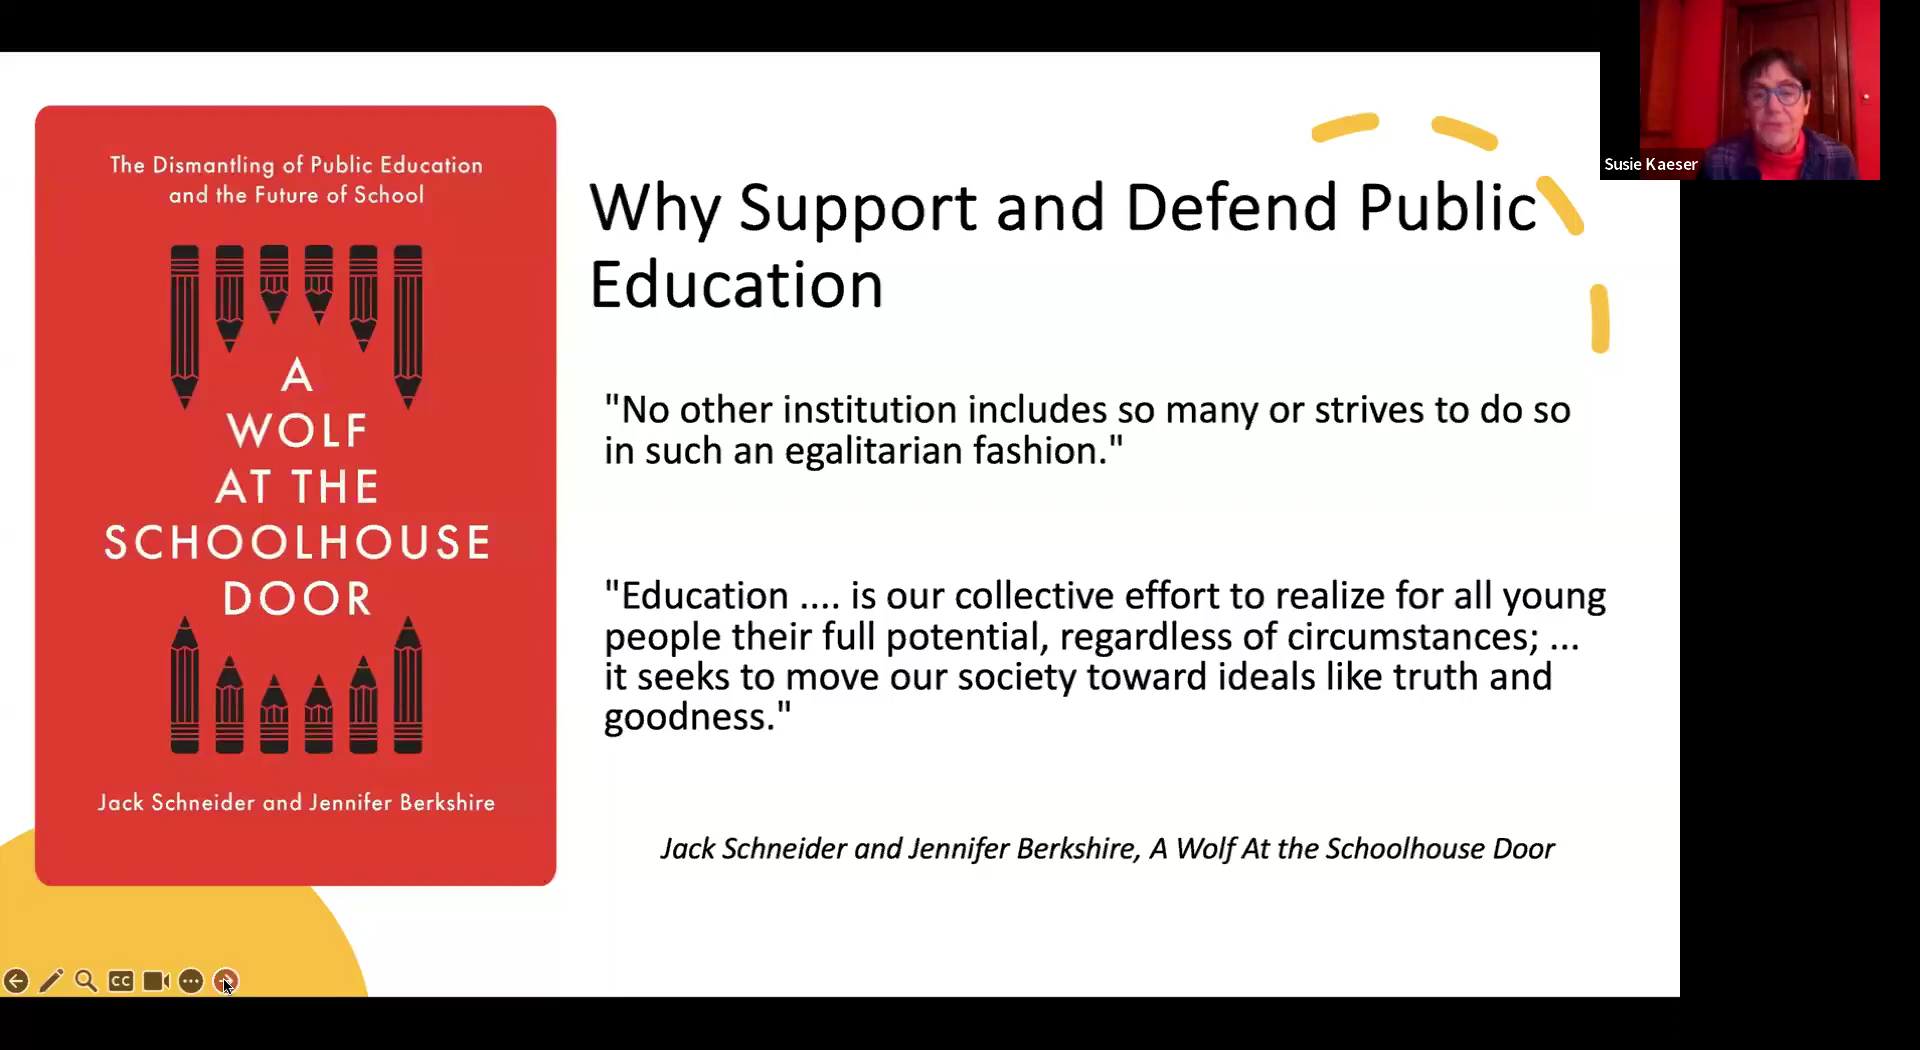 Susie Kaeser
The Dismantling of Public Education
and the Future of School
A
WOLF
AT THE
SCHOOLHOUSE
DOOR
Jack Schneider and Jennifer Berkshire
Why Support and Defend Public
Education
"No other institution includes so many or strives to do so
in such an egalitarian fashion."
"Education .... is our collective effort to realize for all young
people their full potential, regardless of circumstances; ...
it seeks to move our society toward ideals like truth and
goodness."
Jack Schneider and Jennifer Berkshire, A Wolf At the Schoolhouse Door
CC